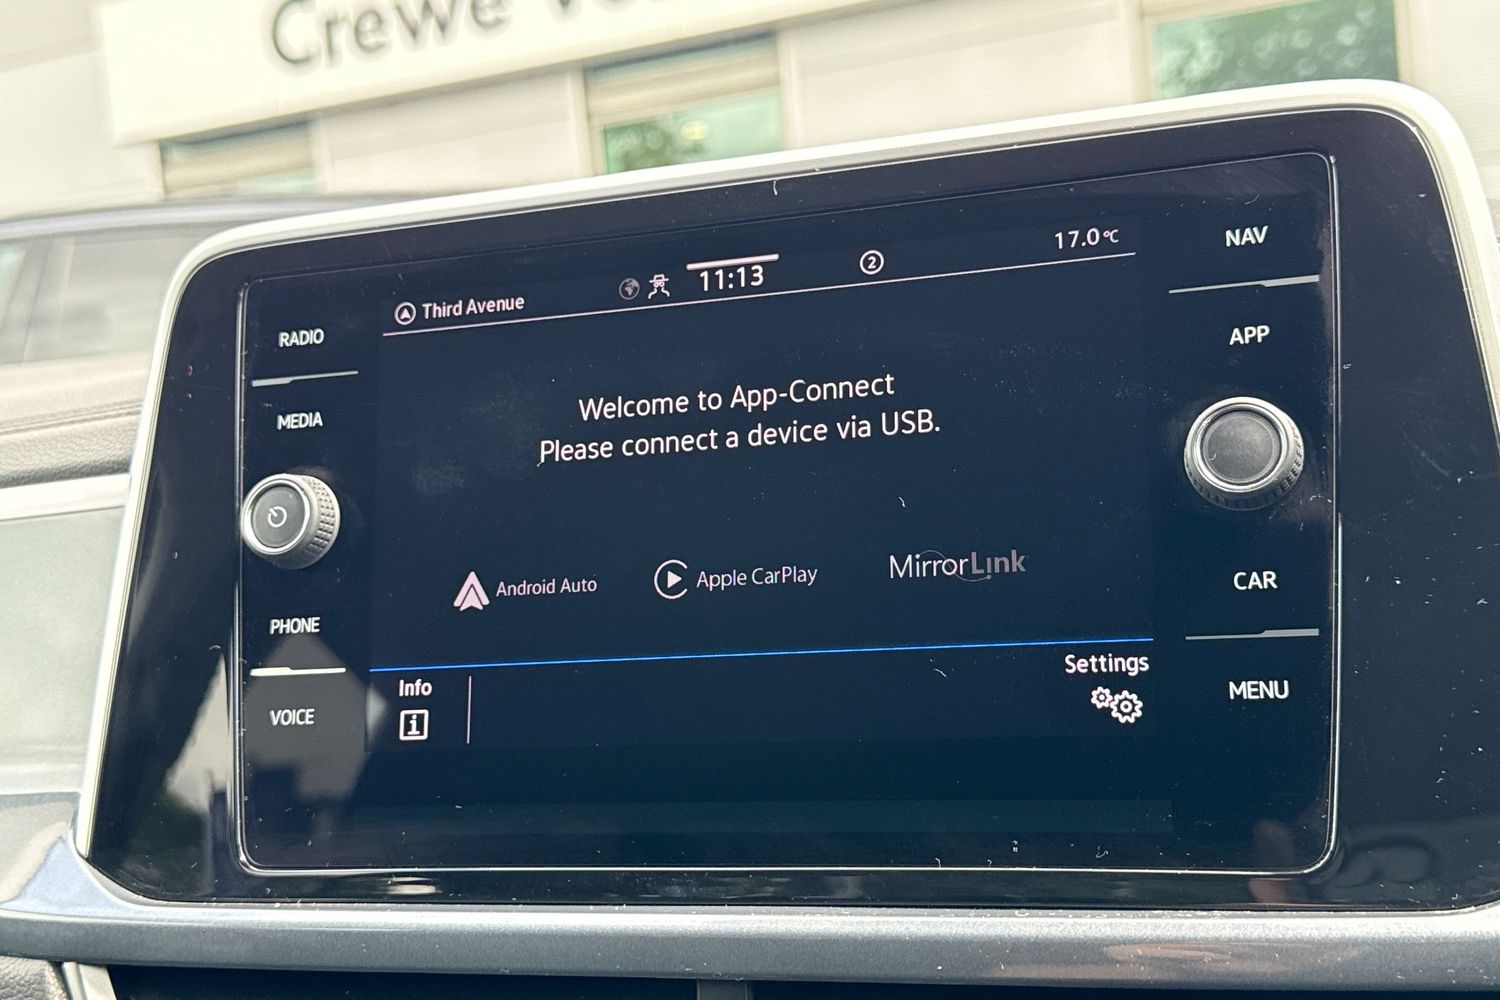 Crewe
NAV
17.0°C
2
11:13
Third Avenue
RADIO
APP
Welcome to App-Connect
MEDIA
Please connect a device via USB.
Android Auto
Apple CarPlay
MirrorLink
CAR
PHONE
Settings
Info
i
MENU
VOICE